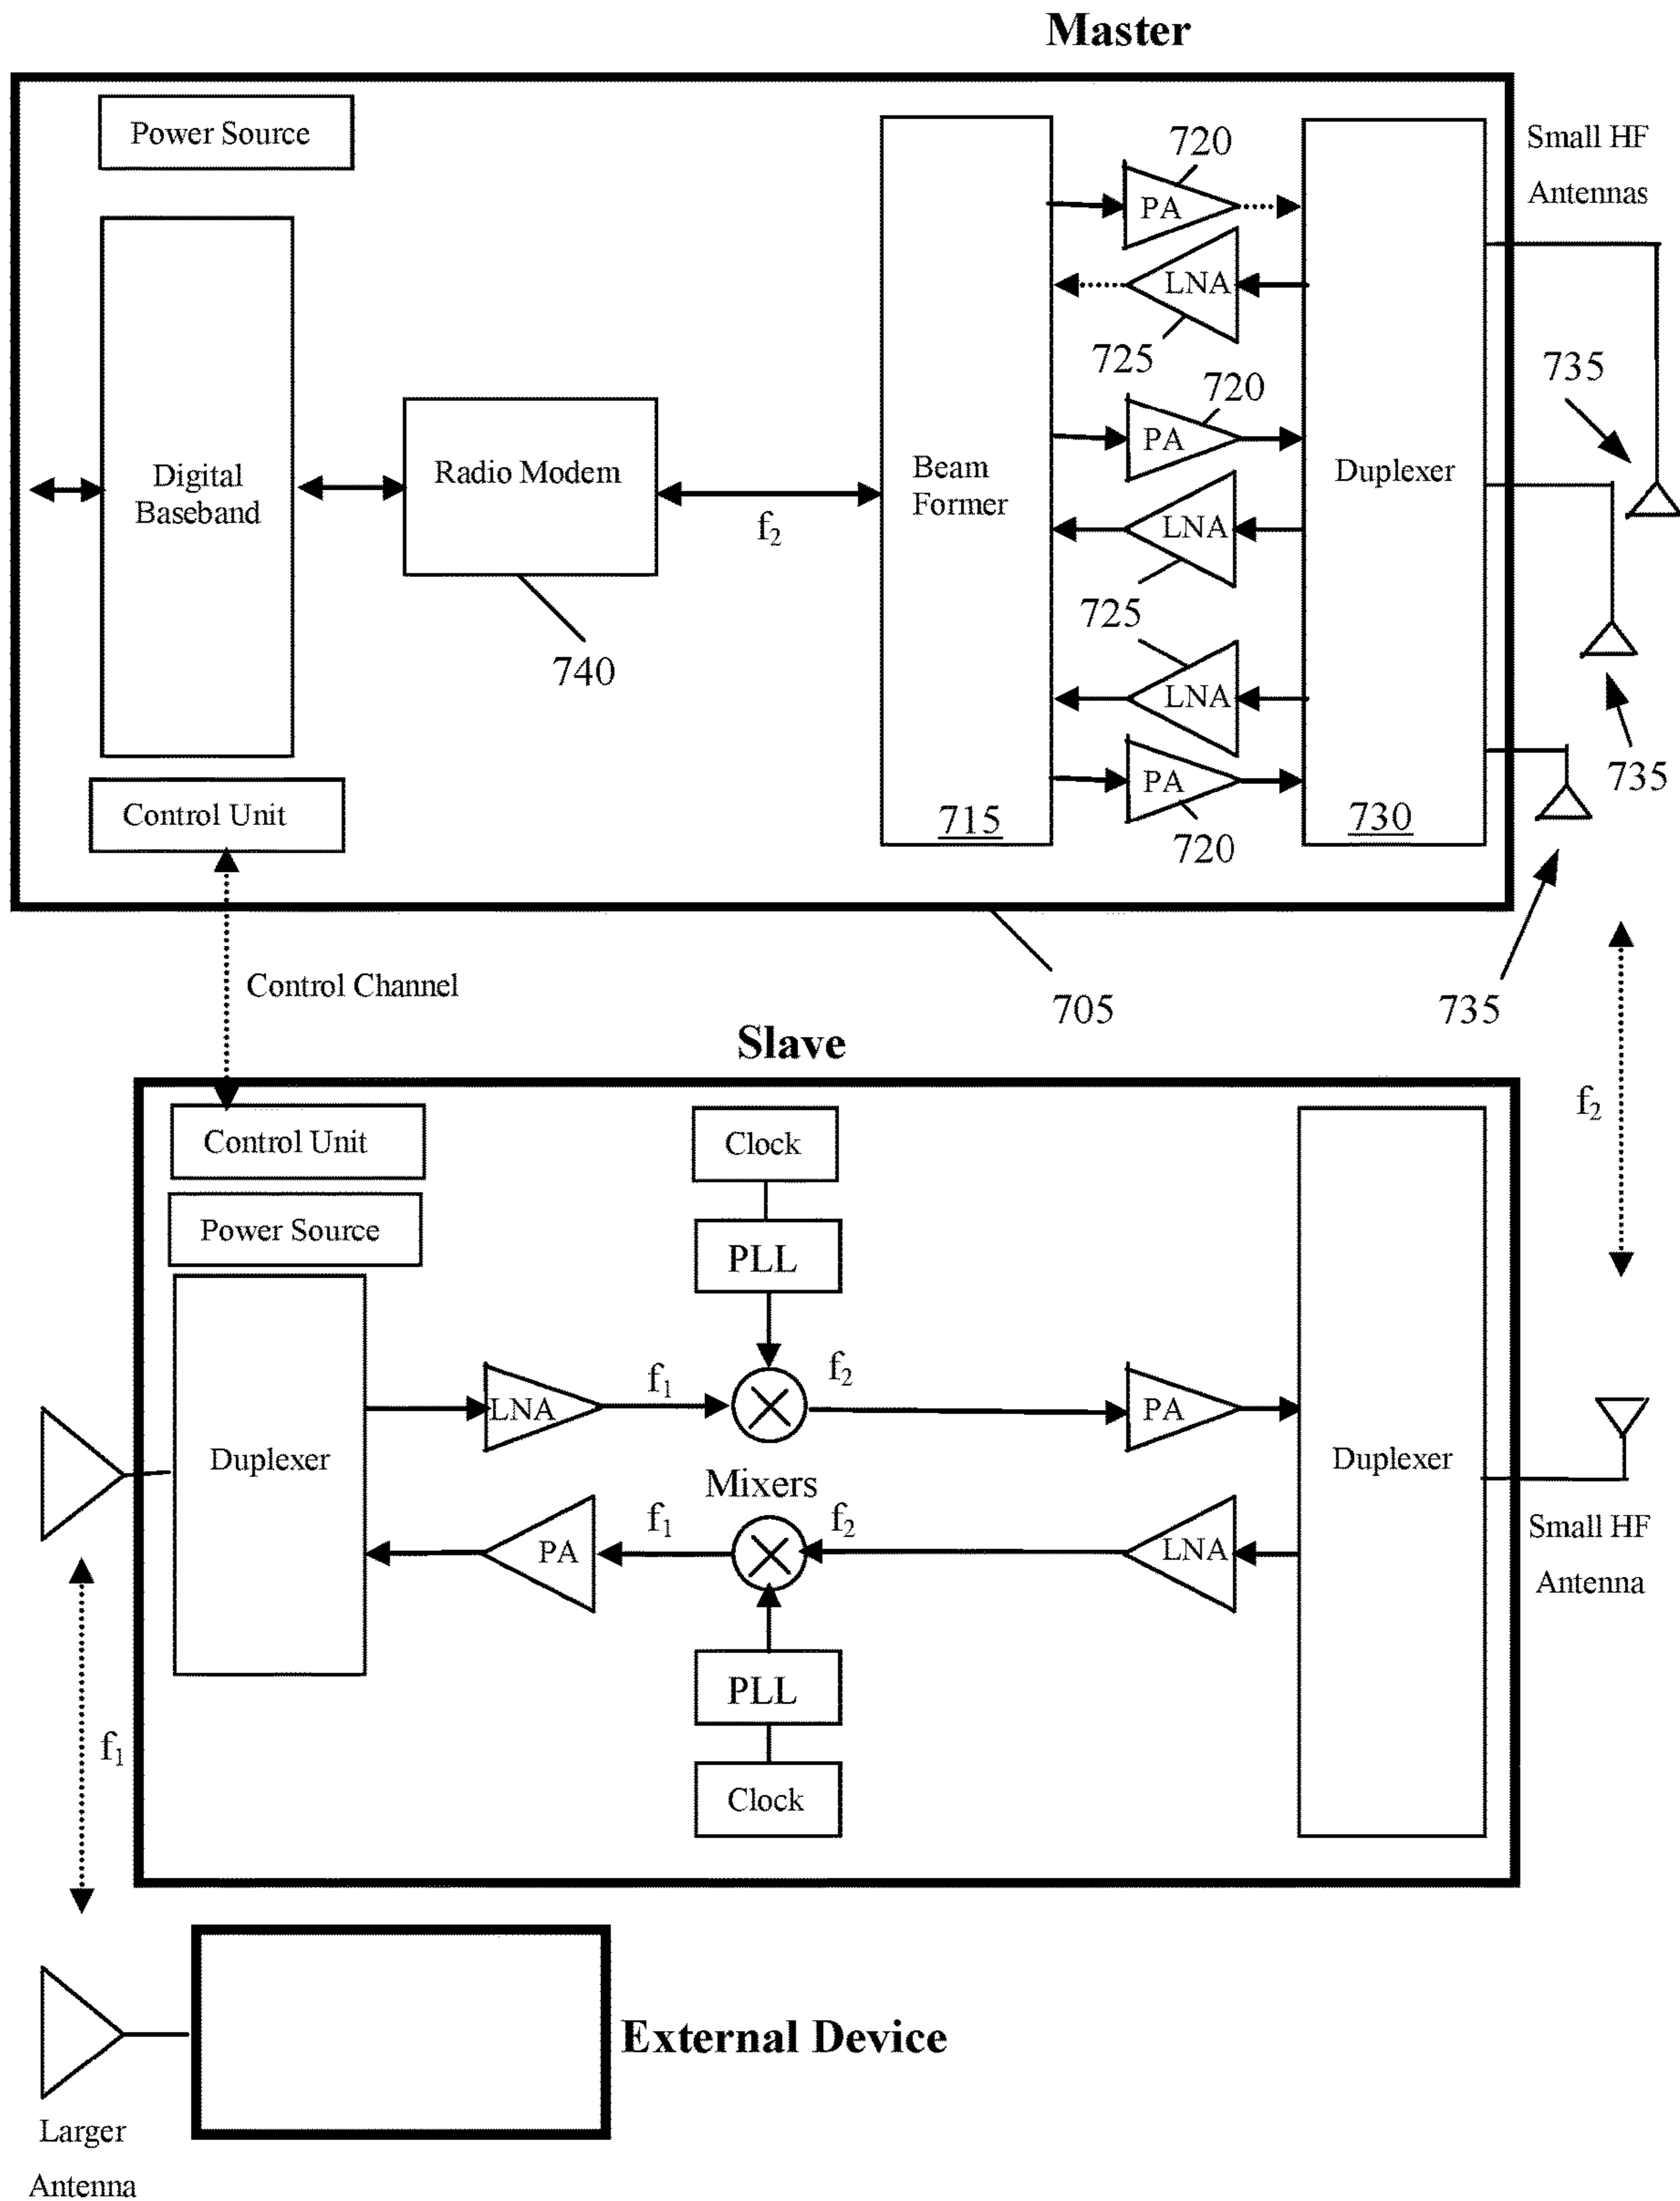 Master
Power Source
Small HF
Antennas
720
PA
LNA
725
735
720
PA
Digital
Baseband
Radio Modem
f₂
Beam
Former
Duplexer
LNA
725
740
LNA
735
PA
Control Unit
715
730
720
Control Channel
705
735
Slave
f₂
Control Unit
Clock
Power Source
PLL
f₁
f₂
LNA
PA
Duplexer
Duplexer
Mixers
f₁
f₂
PA
LNA
Small HF
Antenna
PLL
f₁
Clock
External Device
Larger
Antenna